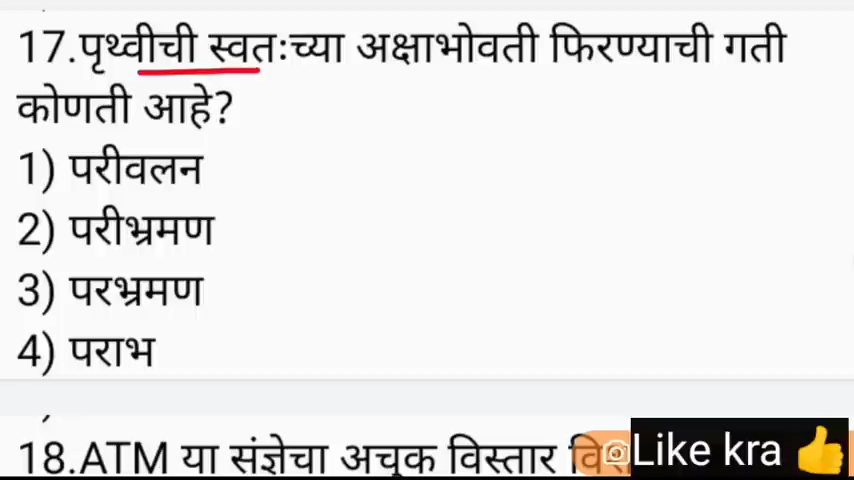 17.पृथ्वीची स्वतःच्या अक्षाभोवती फिरण्याची गती
कोणती आहे?
1) परीवलन
2) परीभ्रमण
3) परभ्रमण
4) पराभ
18.ATM या संज्ञेचा अचूक विस्तार
Like kra 👍